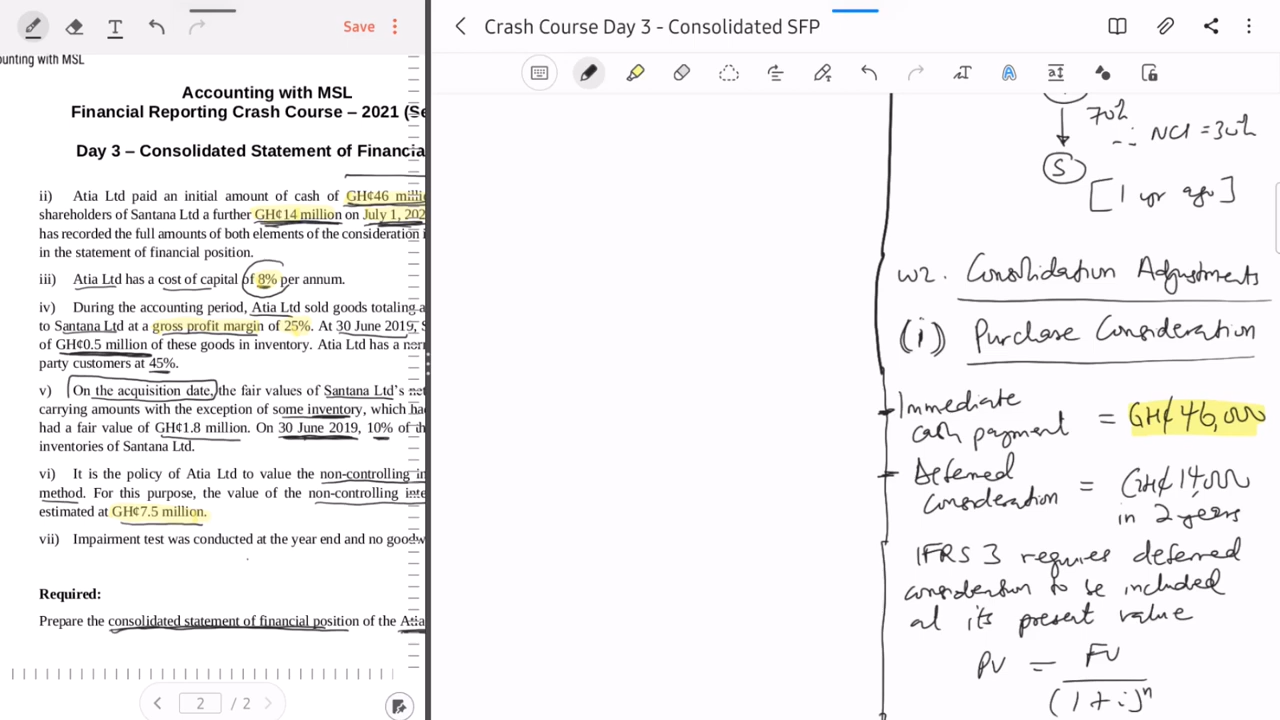 Save
Crash Course Day 3 - Consolidated SFP
ounting with MSL
Accounting with MSL
Financial Reporting Crash Course – 2021 (Se
Day 3 – Consolidated Statement of Financia
ii) Atia Ltd paid an initial amount of cash of GH¢46 milli
shareholders of Santana Ltd a further GH¢14 million on July 1, 202
has recorded the full amounts of both elements of the consideration i
in the statement of financial position.
iii) Atia Ltd has a cost of capital of 8% per annum.
iv) During the accounting period, Atia Ltd sold goods totaling a
to Santana Ltd at a gross profit margin of 25%. At 30 June 2019, S
of GH¢0.5 million of these goods in inventory. Atia Ltd has a nor
party customers at 45%.
v) On the acquisition date, the fair values of Santana Ltd's net
carrying amounts with the exception of some inventory, which ha
had a fair value of GH¢1.8 million. On 30 June 2019, 10% of th
inventories of Santana Ltd.
vi) It is the policy of Atia Ltd to value the non-controlling in
method. For this purpose, the value of the non-controlling inte
estimated at GH¢7.5 million.
vii) Impairment test was conducted at the year end and no goodw
Required:
Prepare the consolidated statement of financial position of the Atia
2 / 2
70%
∴ NCI = 30%
S
[1 yr ago]
W2. Consolidation Adjustments
(i) Purchase Consideration
- Immediate cash payment = GH¢46,000
- Deferred consideration = GH¢14,000
in 2 years
IFRS 3 requires deferred
consideration to be included
at its present value
PV = FV
(1+i)ⁿ